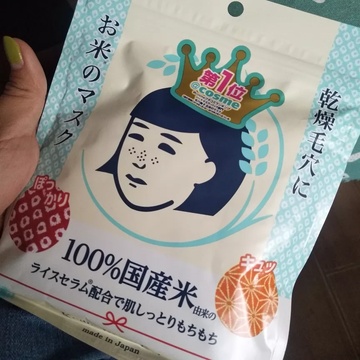 第1位
@cosme
乾燥毛穴に
お米のマスク
ぽっかり
キュッ
100%国産米由来の
ライスセラム®配合で肌しっとりもちもち
made in Japan